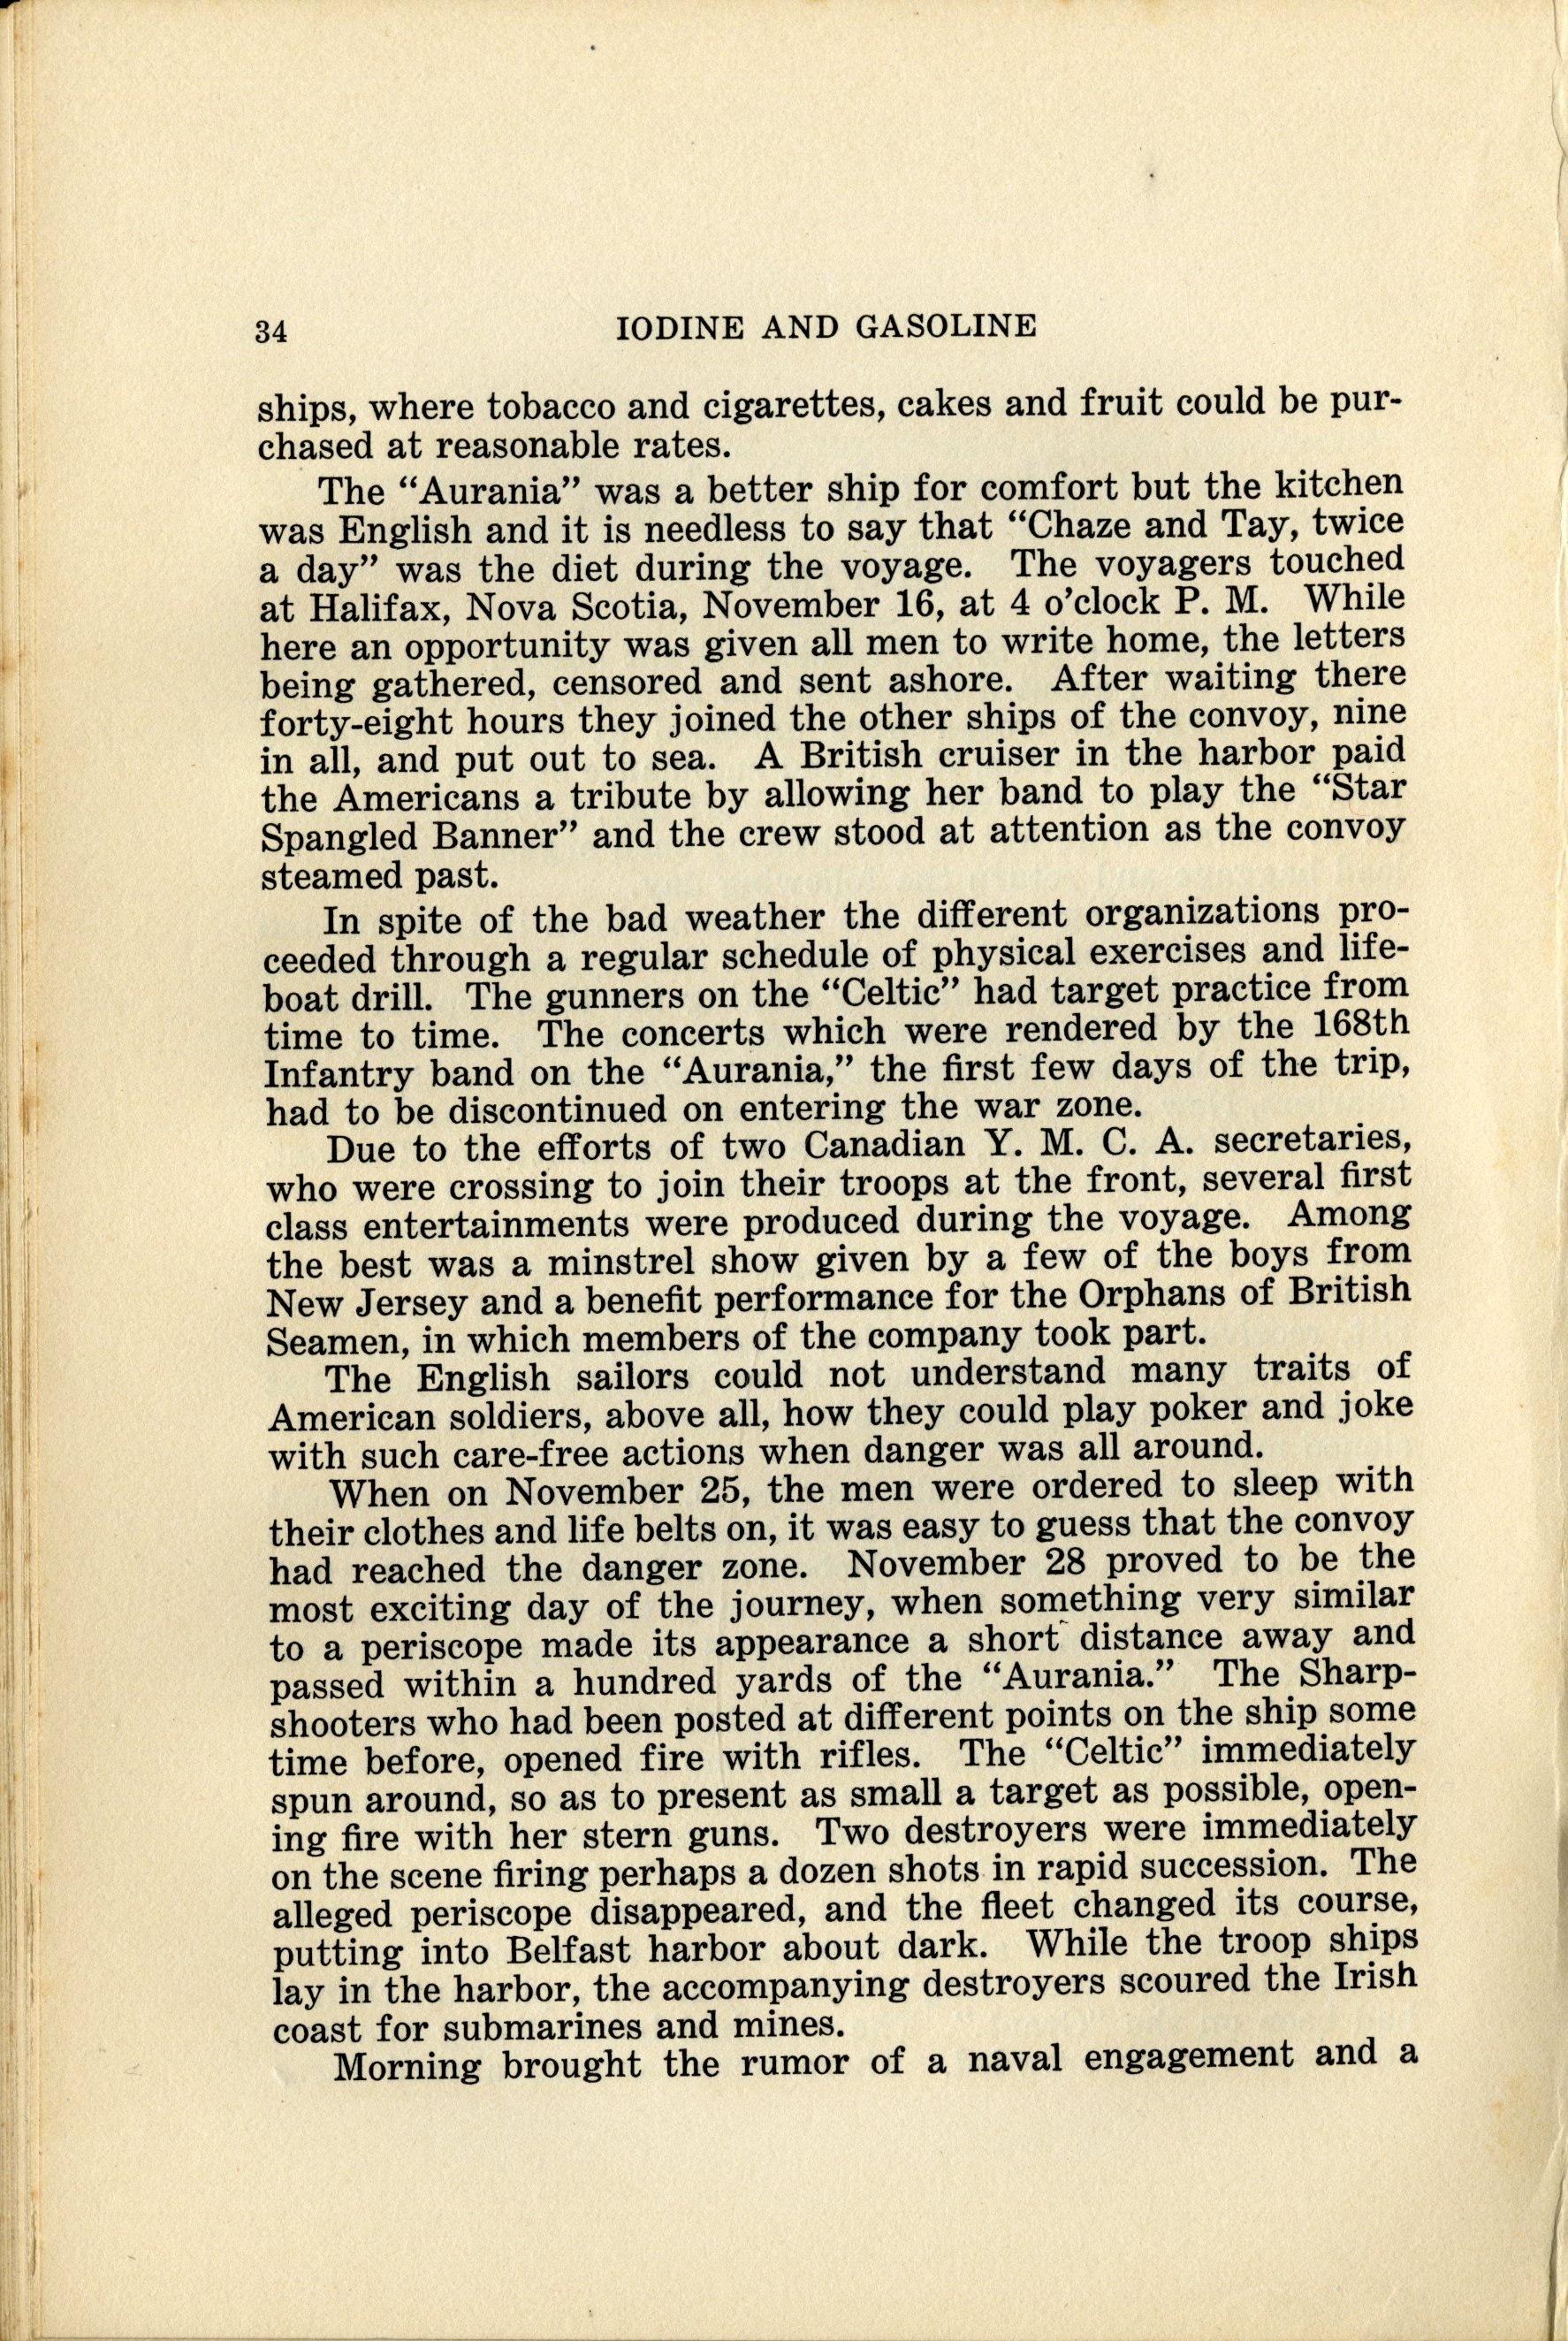 34
IODINE AND GASOLINE
ships, where tobacco and cigarettes, cakes and fruit could be pur-
chased at reasonable rates.
The “Aurania” was a better ship for comfort but the kitchen
was English and it is needless to say that “Chaze and Tay, twice
a day” was the diet during the voyage. The voyagers touched
at Halifax, Nova Scotia, November 16, at 4 o’clock P. M. While
here an opportunity was given all men to write home, the letters
being gathered, censored and sent ashore. After waiting there
forty-eight hours they joined the other ships of the convoy, nine
in all, and put out to sea. A British cruiser in the harbor paid
the Americans a tribute by allowing her band to play the “Star
Spangled Banner” and the crew stood at attention as the convoy
steamed past.
In spite of the bad weather the different organizations pro-
ceeded through a regular schedule of physical exercises and life-
boat drill. The gunners on the “Celtic” had target practice from
time to time. The concerts which were rendered by the 168th
Infantry band on the “Aurania,” the first few days of the trip,
had to be discontinued on entering the war zone.
Due to the efforts of two Canadian Y. M. C. A. secretaries,
who were crossing to join their troops at the front, several first
class entertainments were produced during the voyage. Among
the best was a minstrel show given by a few of the boys from
New Jersey and a benefit performance for the Orphans of British
Seamen, in which members of the company took part.
The English sailors could not understand many traits of
American soldiers, above all, how they could play poker and joke
with such care-free actions when danger was all around.
When on November 25, the men were ordered to sleep with
their clothes and life belts on, it was easy to guess that the convoy
had reached the danger zone. November 28 proved to be the
most exciting day of the journey, when something very similar
to a periscope made its appearance a short distance away and
passed within a hundred yards of the “Aurania.” The Sharp-
shooters who had been posted at different points on the ship some
time before, opened fire with rifles. The “Celtic” immediately
spun around, so as to present as small a target as possible, open-
ing fire with her stern guns. Two destroyers were immediately
on the scene firing perhaps a dozen shots in rapid succession. The
alleged periscope disappeared, and the fleet changed its course,
putting into Belfast harbor about dark. While the troop ships
lay in the harbor, the accompanying destroyers scoured the Irish
coast for submarines and mines.
Morning brought the rumor of a naval engagement and a